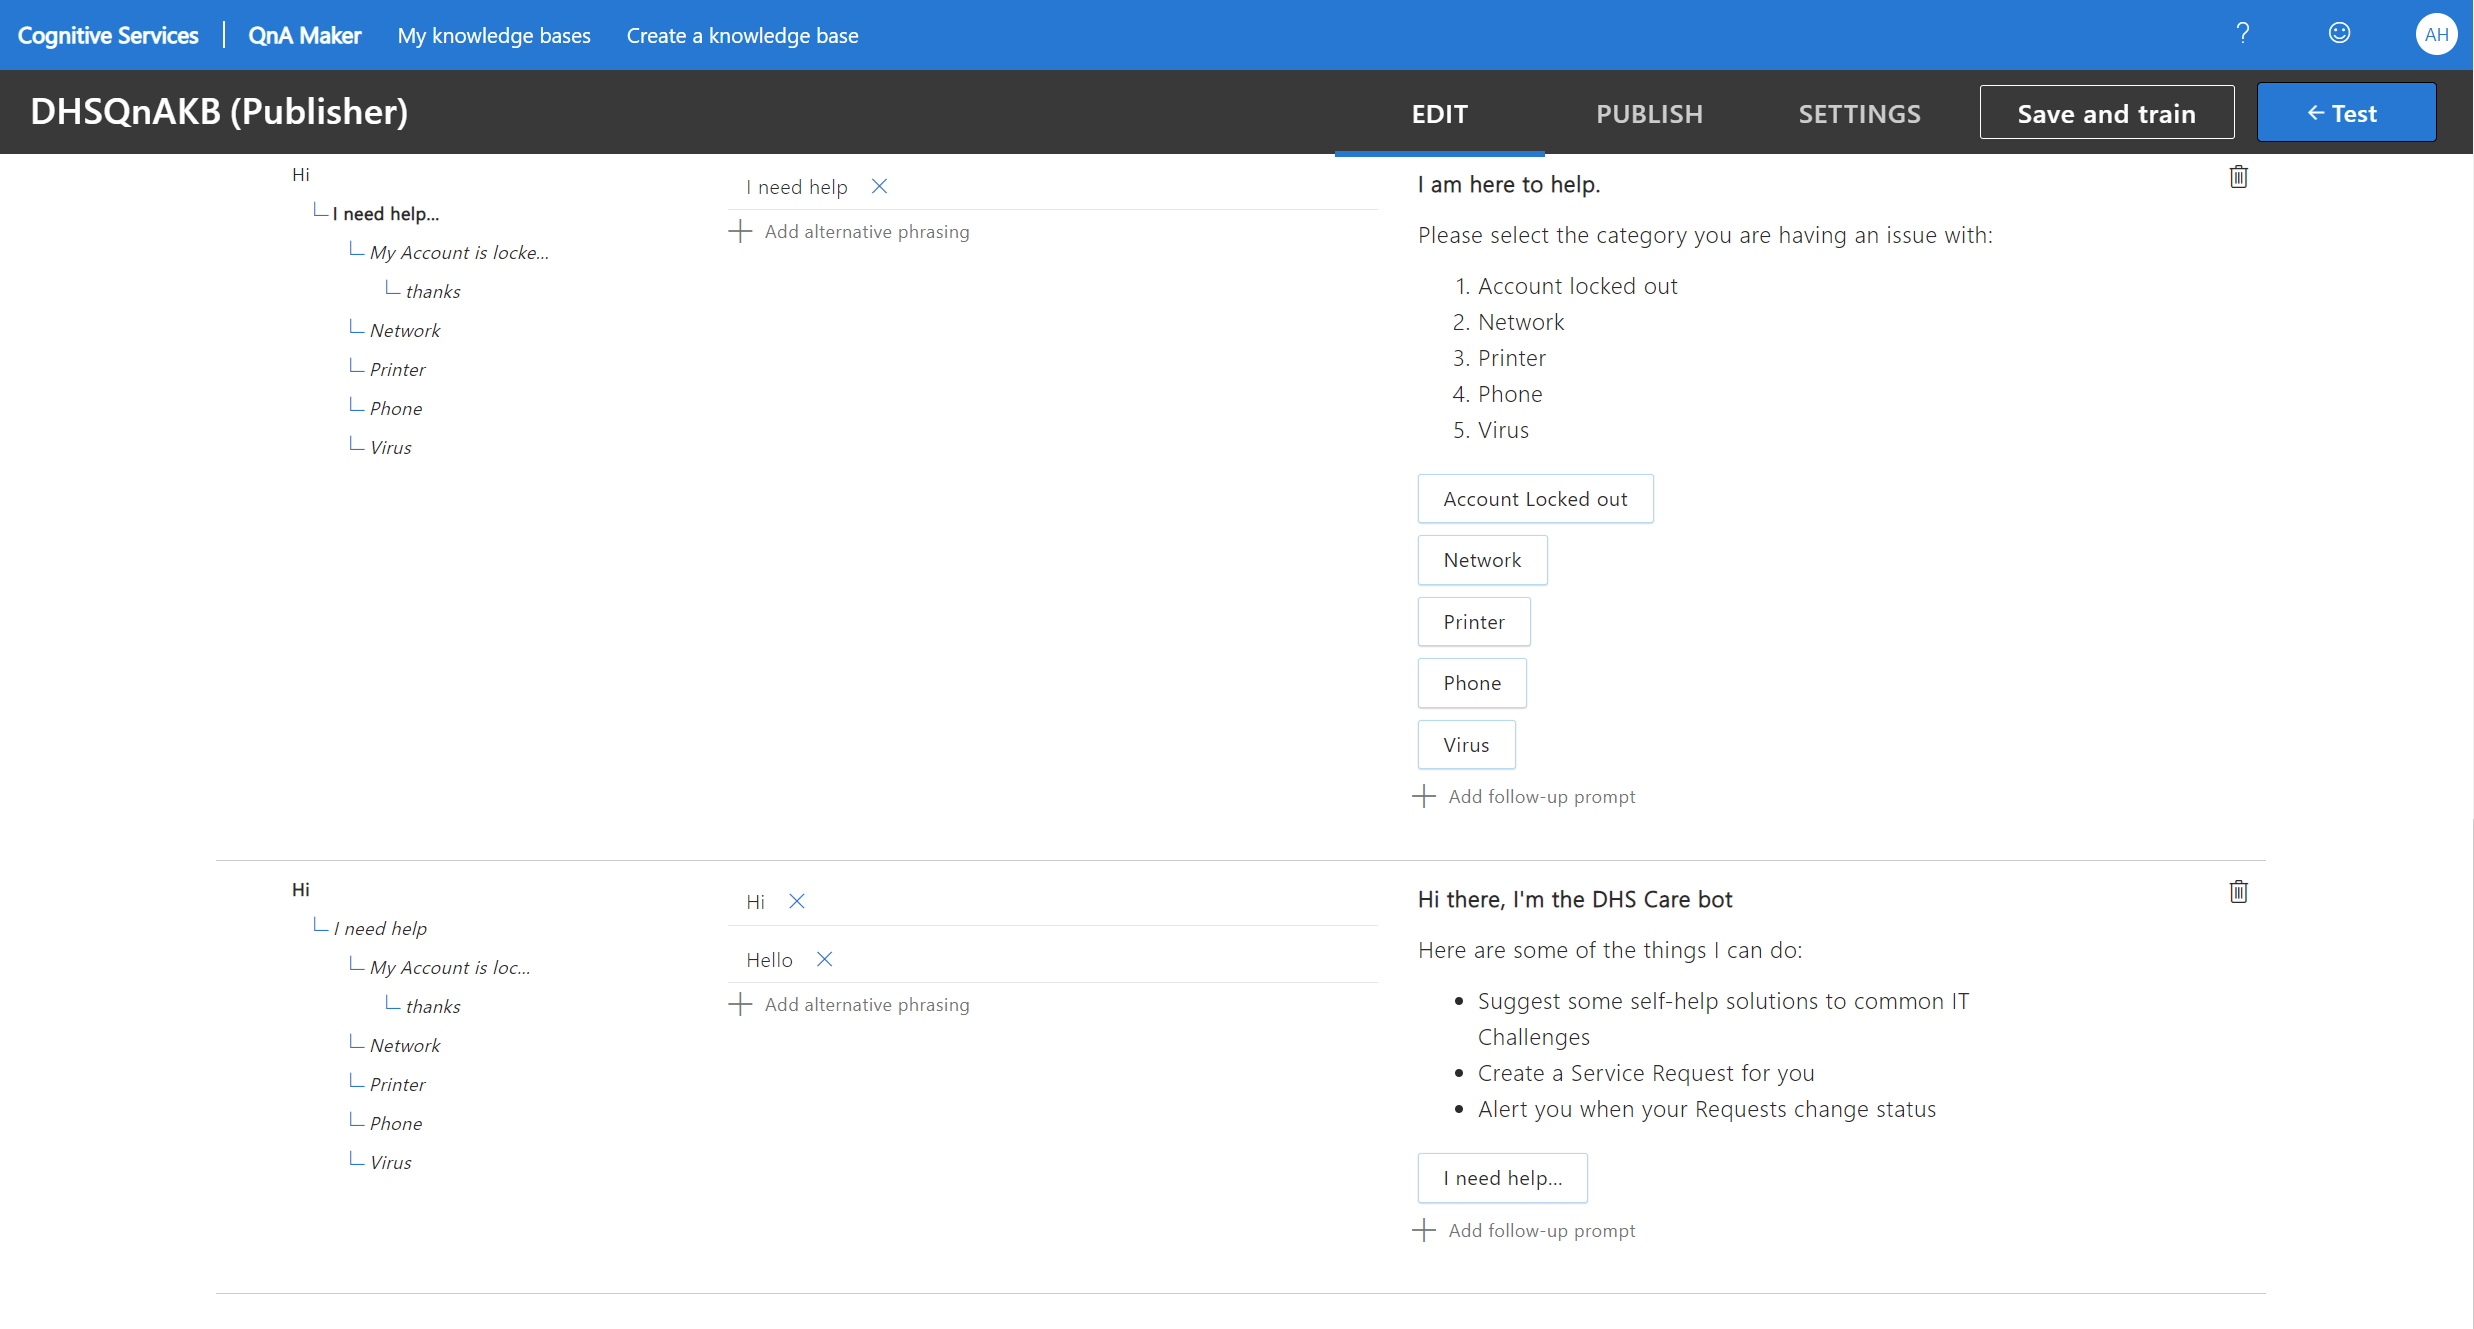 Cognitive Services | QnA Maker My knowledge bases Create a knowledge base ? AH
DHSQnAKB (Publisher) EDIT PUBLISH SETTINGS Save and train ← Test
Hi
I need help...
My Account is locke...
thanks
Network
Printer
Phone
Virus
I need help
Add alternative phrasing
I am here to help.
Please select the category you are having an issue with:
1. Account locked out
2. Network
3. Printer
4. Phone
5. Virus
Account Locked out
Network
Printer
Phone
Virus
Add follow-up prompt
Hi
I need help
My Account is loc...
thanks
Network
Printer
Phone
Virus
Hi
Hello
Add alternative phrasing
Hi there, I'm the DHS Care bot
Here are some of the things I can do:
• Suggest some self-help solutions to common IT
Challenges
• Create a Service Request for you
• Alert you when your Requests change status
I need help...
Add follow-up prompt